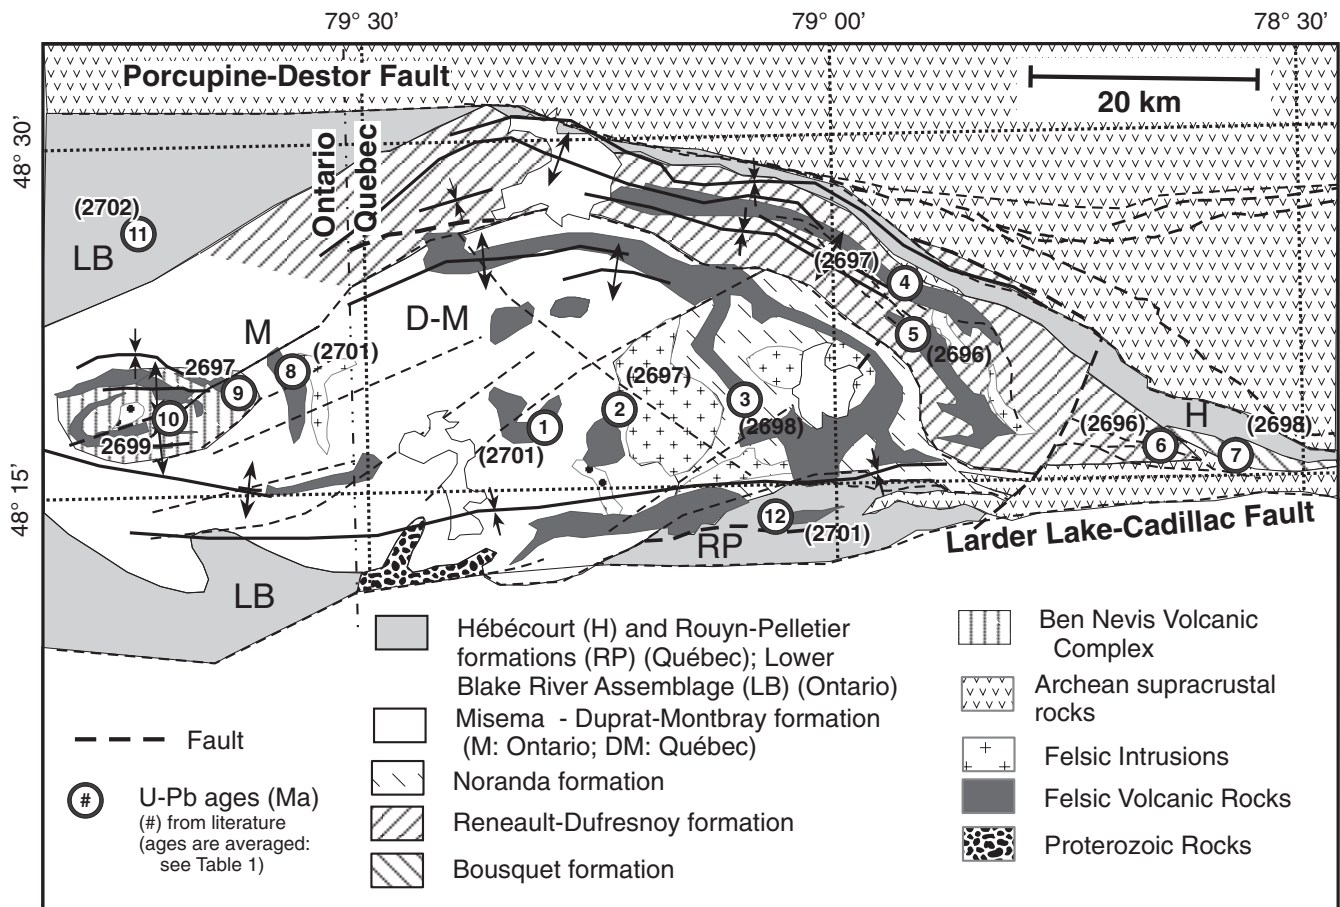 79° 30’
79° 00’
78° 30’
Porcupine-Destor Fault
20 km
48° 30’
Ontario
Quebec
(2702)
11
LB
(2697)
4
D-M
M
5
(2696)
2697
(2701)
8
9
(2697)
10
2
3
(2698)
H
(2696)
(2698)
2699
1
(2701)
6
7
48° 15’
12
(2701)
RP
Larder Lake-Cadillac Fault
LB
Hébécourt (H) and Rouyn-Pelletier
formations (RP) (Québec); Lower
Blake River Assemblage (LB) (Ontario)
Misema - Duprat-Montbray formation
(M: Ontario; DM: Québec)
Noranda formation
Reneault-Dufresnoy formation
Bousquet formation
Ben Nevis Volcanic
Complex
Archean supracrustal
rocks
Felsic Intrusions
Felsic Volcanic Rocks
Proterozoic Rocks
Fault
#
U-Pb ages (Ma)
(#) from literature
(ages are averaged:
see Table 1)